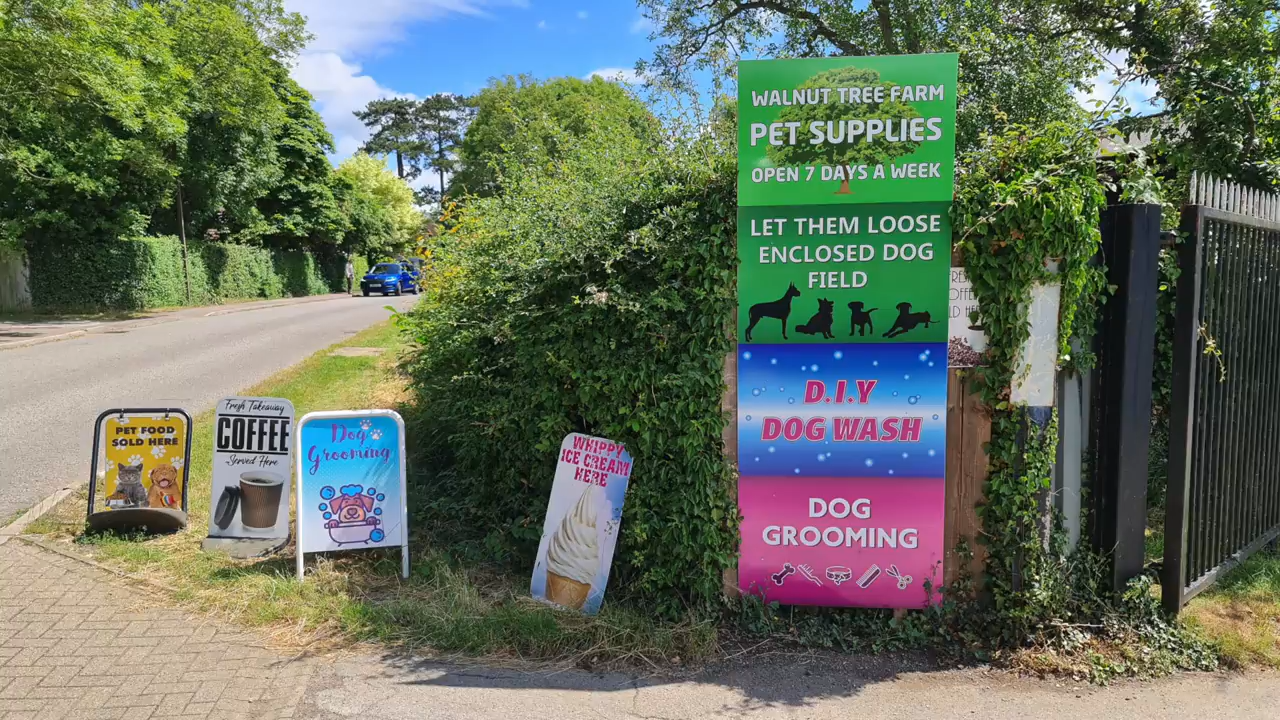 WALNUT TREE FARM
PET SUPPLIES
OPEN 7 DAYS A WEEK
LET THEM LOOSE
ENCLOSED DOG
FIELD
D.I.Y
DOG WASH
DOG
GROOMING
PET FOOD
SOLD HERE
Fresh Takeaway
COFFEE
Served Here
Dog
Grooming
WHIPPY
ICE CREAM
HERE